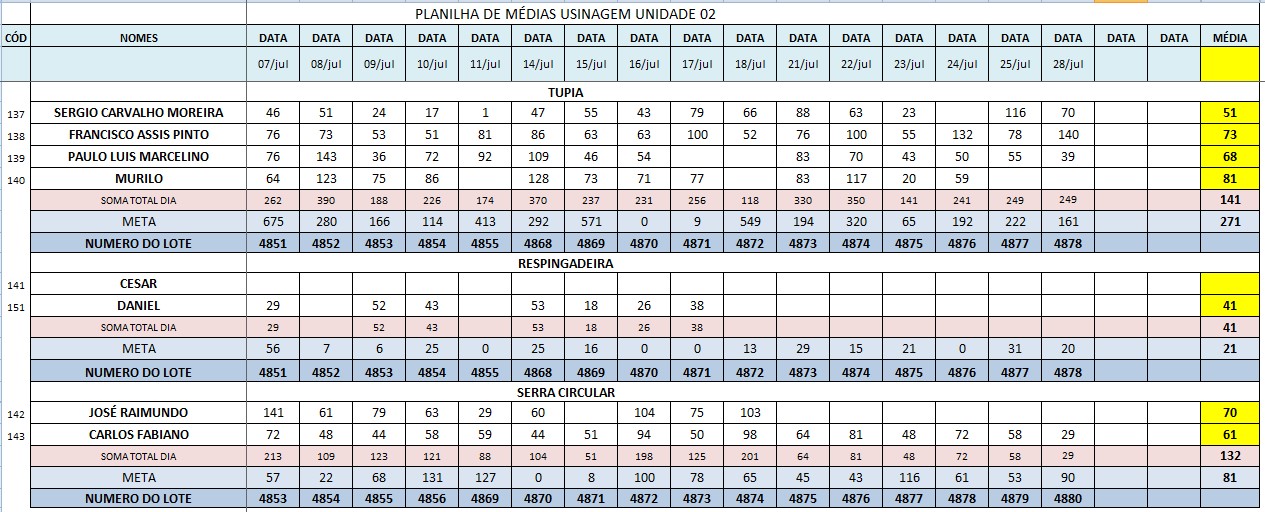 PLANILHA DE MÉDIAS USINAGEM UNIDADE 02
CÓD NOMES DATA DATA DATA DATA DATA DATA DATA DATA DATA DATA DATA DATA DATA DATA DATA DATA DATA DATA MÉDIA
07/jul 08/jul 09/jul 10/jul 11/jul 14/jul 15/jul 16/jul 17/jul 18/jul 21/jul 22/jul 23/jul 24/jul 25/jul 28/jul
TUPIA
137 SERGIO CARVALHO MOREIRA 46 51 24 17 1 47 55 43 79 66 88 63 23 116 70 51
138 FRANCISCO ASSIS PINTO 76 73 53 51 81 86 63 63 100 52 76 100 55 132 78 140 73
139 PAULO LUIS MARCELINO 76 143 36 72 92 109 46 54 83 70 43 50 55 39 68
140 MURILO 64 123 75 86 128 73 71 77 83 117 20 59 81
SOMA TOTAL DIA 262 390 188 226 174 370 237 231 256 118 330 350 141 241 249 249 141
META 675 280 166 114 413 292 571 0 9 549 194 320 65 192 222 161 271
NUMERO DO LOTE 4851 4852 4853 4854 4855 4868 4869 4870 4871 4872 4873 4874 4875 4876 4877 4878
RESPINGADEIRA
141 CESAR
151 DANIEL 29 52 43 53 18 26 38 41
SOMA TOTAL DIA 29 52 43 53 18 26 38 41
META 56 7 6 25 0 25 16 0 0 13 29 15 21 0 31 20 21
NUMERO DO LOTE 4851 4852 4853 4854 4855 4868 4869 4870 4871 4872 4873 4874 4875 4876 4877 4878
SERRA CIRCULAR
142 JOSÉ RAIMUNDO 141 61 79 63 29 60 104 75 103 70
143 CARLOS FABIANO 72 48 44 58 59 44 51 94 50 98 64 81 48 72 58 29 61
SOMA TOTAL DIA 213 109 123 121 88 104 51 198 125 201 64 81 48 72 58 29 132
META 57 22 68 131 127 0 8 100 78 65 45 43 116 61 53 90 81
NUMERO DO LOTE 4853 4854 4855 4856 4869 4870 4871 4872 4873 4874 4875 4876 4877 4878 4879 4880